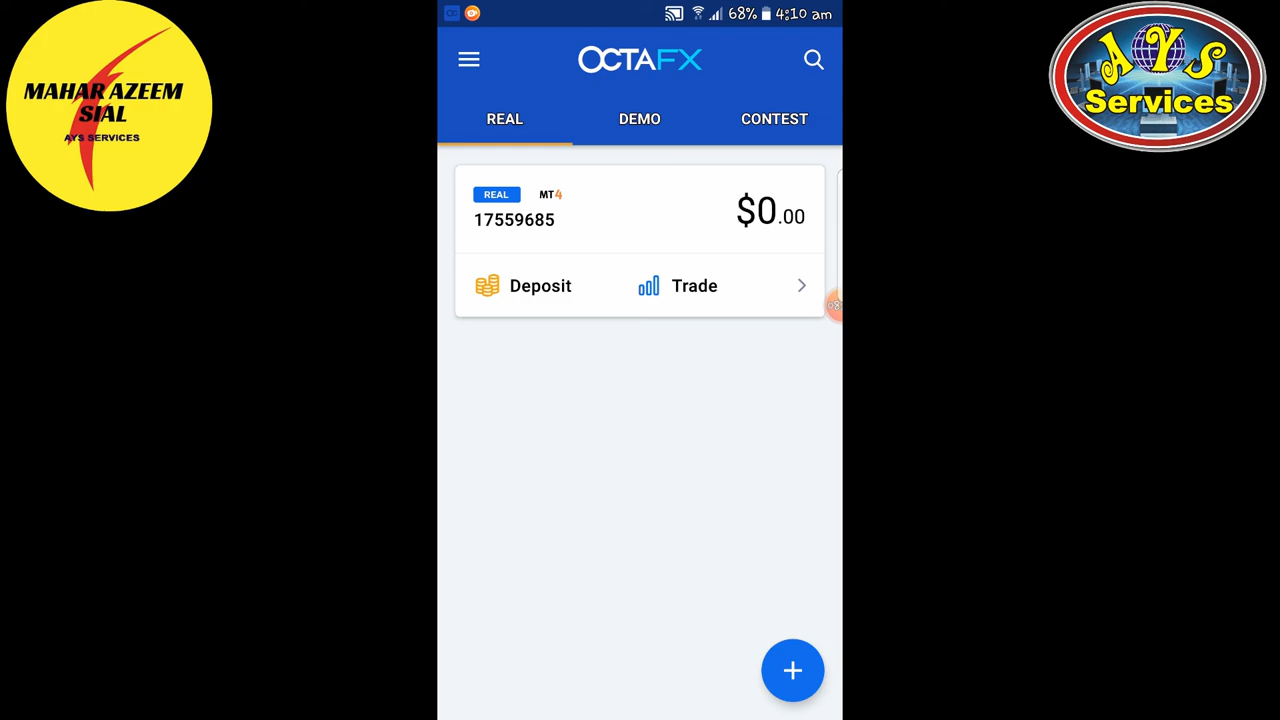 MAHAR AZEEM
SIAL
AYS SERVICES
68% 4:10 am
OCTAFX
REAL DEMO CONTEST
REAL MT4
17559685
$0.00
Deposit Trade
AYS
Services